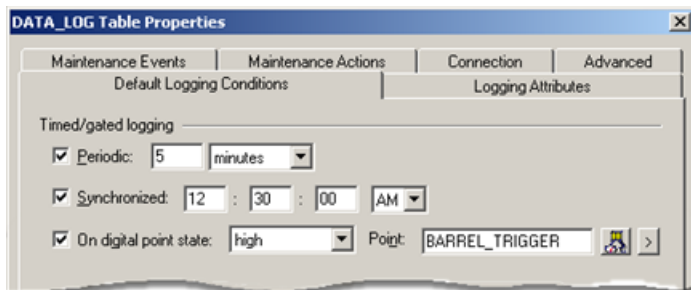 DATA_LOG Table Properties
Maintenance Events Maintenance Actions Connection Advanced
Default Logging Conditions Logging Attributes
Timed/gated logging
Periodic: 5 minutes
Synchronized: 12 : 30 : 00 AM
On digital point state: high Point: BARREL_TRIGGER >